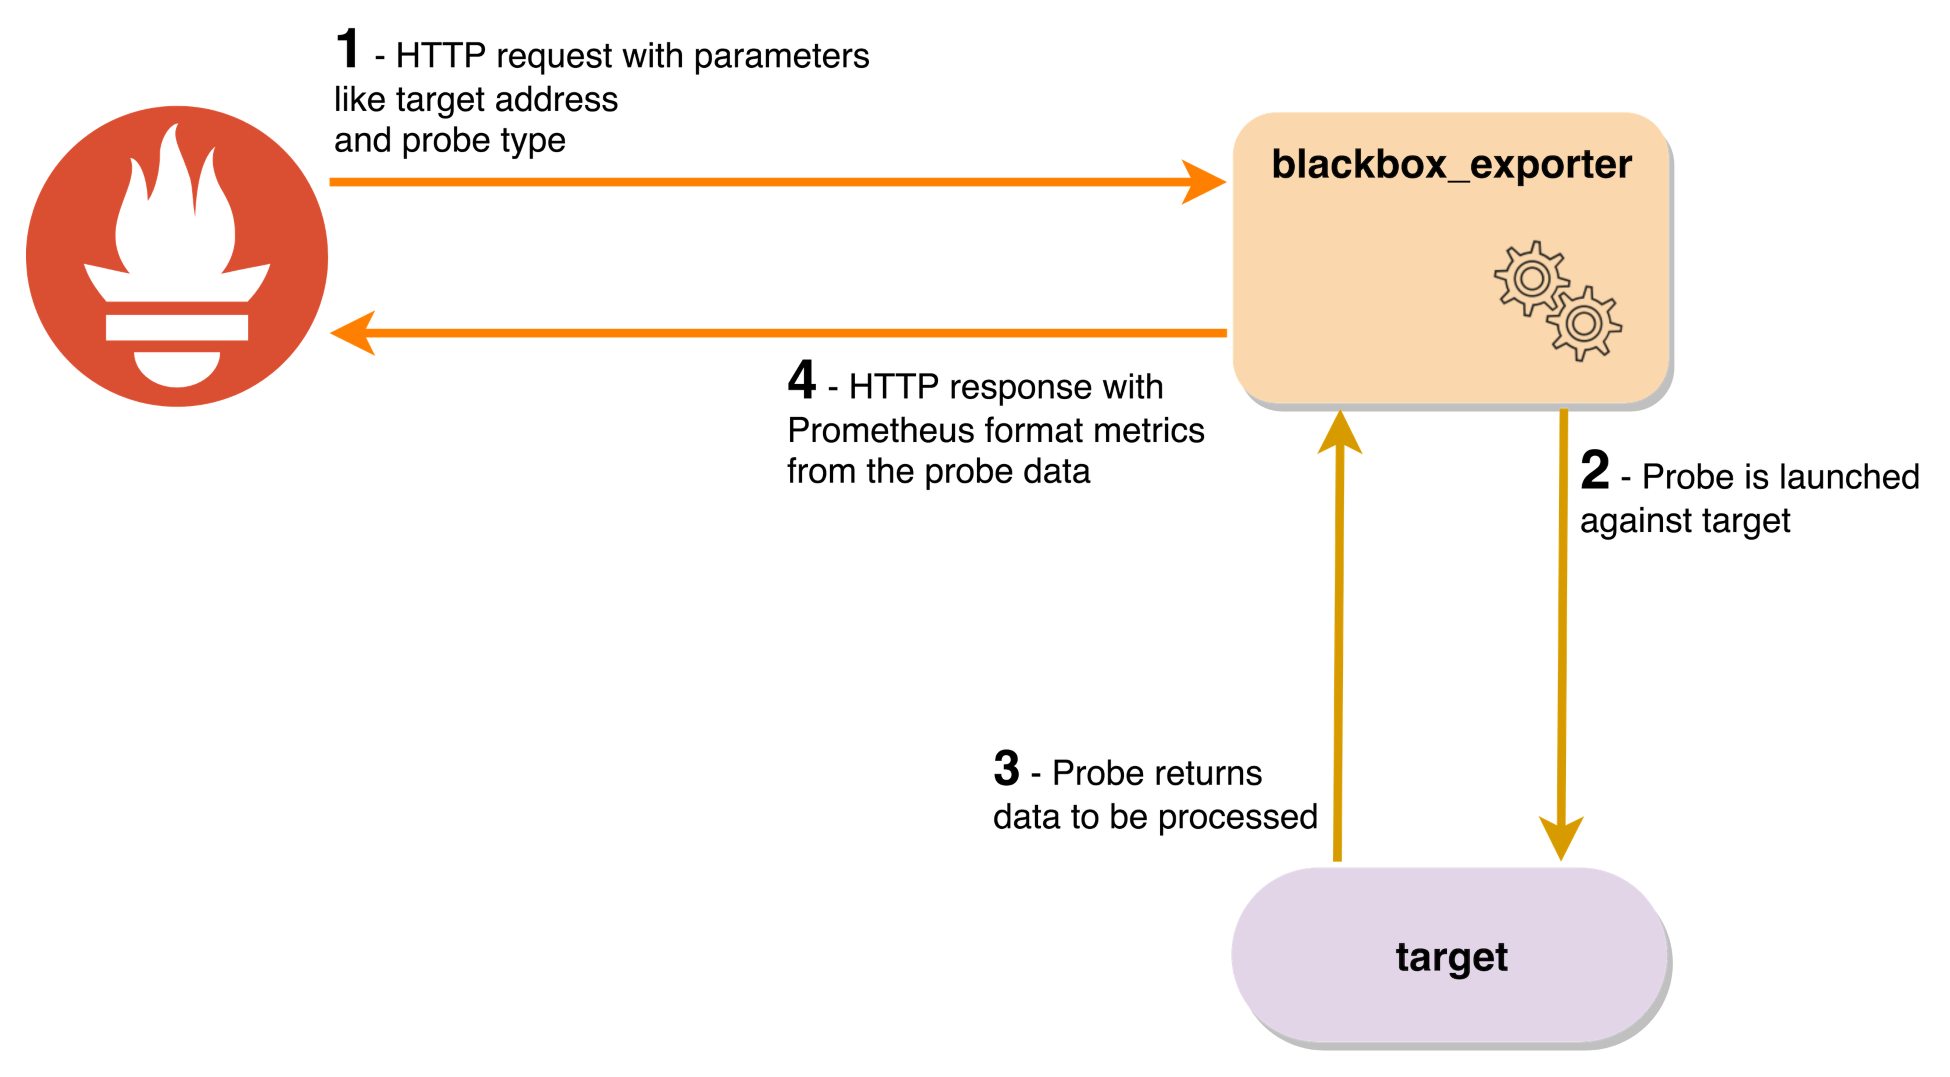 1 - HTTP request with parameters
like target address
and probe type
blackbox_exporter
4 - HTTP response with
Prometheus format metrics
from the probe data
2 - Probe is launched
against target
3 - Probe returns
data to be processed
target